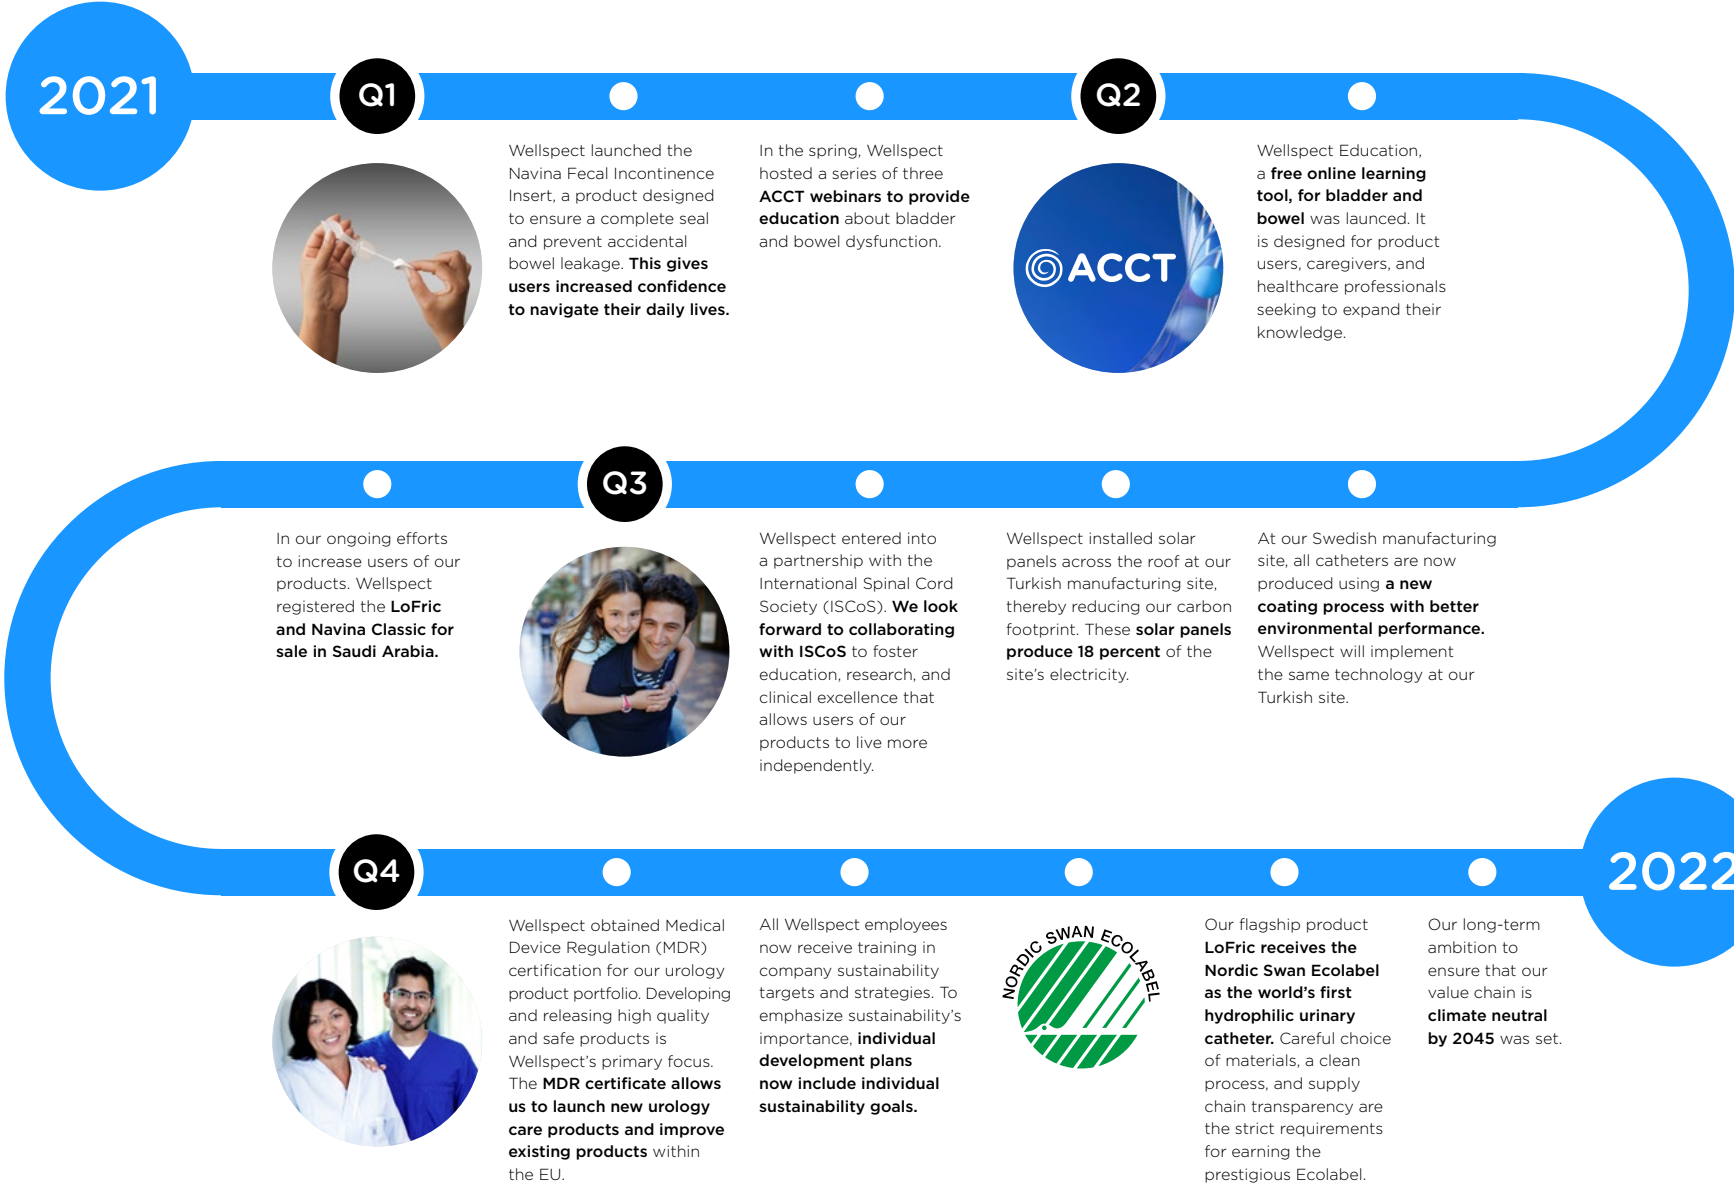 2021
Q1
Wellspect launched the
Navina Fecal Incontinence
Insert, a product designed
to ensure a complete seal
and prevent accidental
bowel leakage. This gives
users increased confidence
to navigate their daily lives.
In the spring, Wellspect
hosted a series of three
ACCT webinars to provide
education about bladder
and bowel dysfunction.
Q2
ACCT
Wellspect Education,
a free online learning
tool, for bladder and
bowel was launced. It
is designed for product
users, caregivers, and
healthcare professionals
seeking to expand their
knowledge.
In our ongoing efforts
to increase users of our
products. Wellspect
registered the LoFric
and Navina Classic for
sale in Saudi Arabia.
Q3
Wellspect entered into
a partnership with the
International Spinal Cord
Society (ISCoS). We look
forward to collaborating
with ISCoS to foster
education, research, and
clinical excellence that
allows users of our
products to live more
independently.
Wellspect installed solar
panels across the roof at our
Turkish manufacturing site,
thereby reducing our carbon
footprint. These solar panels
produce 18 percent of the
site's electricity.
At our Swedish manufacturing
site, all catheters are now
produced using a new
coating process with better
environmental performance.
Wellspect will implement
the same technology at our
Turkish site.
Q4
Wellspect obtained Medical
Device Regulation (MDR)
certification for our urology
product portfolio. Developing
and releasing high quality
and safe products is
Wellspect's primary focus.
The MDR certificate allows
us to launch new urology
care products and improve
existing products within
the EU.
All Wellspect employees
now receive training in
company sustainability
targets and strategies. To
emphasize sustainability's
importance, individual
development plans
now include individual
sustainability goals.
NORDIC SWAN ECOLABEL
Our flagship product
LoFric receives the
Nordic Swan Ecolabel
as the world's first
hydrophilic urinary
catheter. Careful choice
of materials, a clean
process, and supply
chain transparency are
the strict requirements
for earning the
prestigious Ecolabel.
Our long-term
ambition to
ensure that our
value chain is
climate neutral
by 2045 was set.
2022